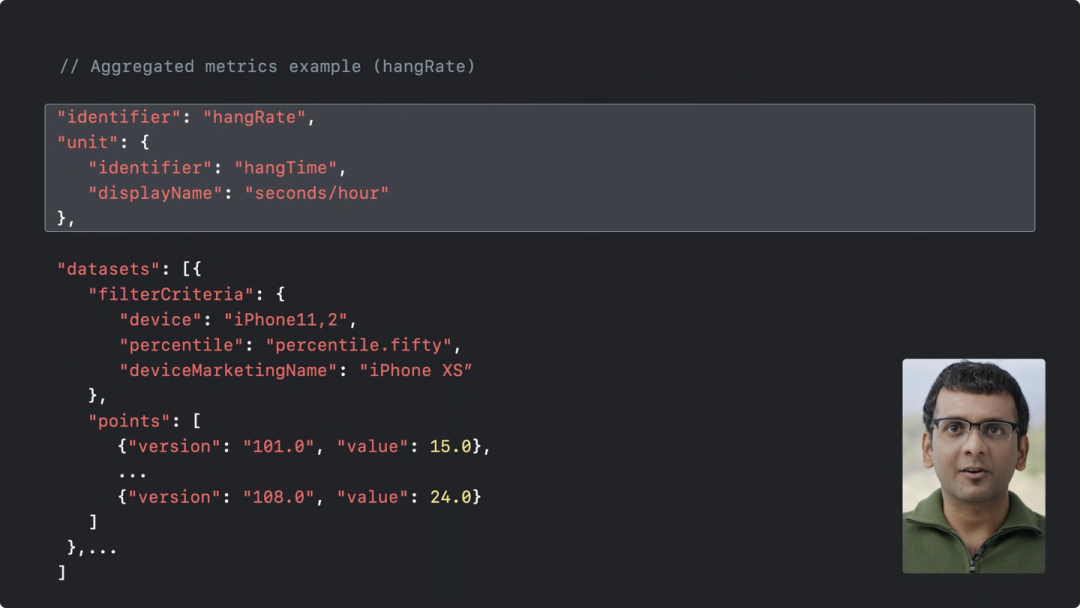 // Aggregated metrics example (hangRate)
"identifier": "hangRate",
"unit": {
"identifier": "hangTime",
"displayName": "seconds/hour"
},
"datasets": [{
"filterCriteria": {
"device": "iPhone11,2",
"percentile": "percentile.fifty",
"deviceMarketingName": "iPhone XS”
},
"points": [
{"version": "101.0", "value": 15.0},
...
{"version": "108.0", "value": 24.0}
]
},...
]